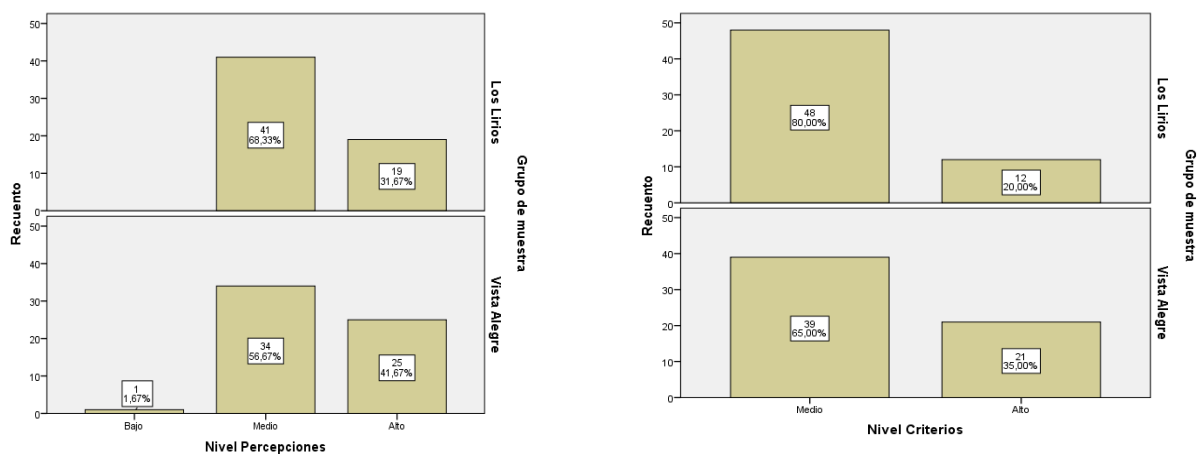 50
40
30
20
10
0
41
68,33%
19
31,67%
Los Lirios
50
40
30
20
10
0
1
1,67%
34
56,67%
25
41,67%
Vista Alegre
Recuento
Grupo de muestra
Bajo
Medio
Alto
Nivel Percepciones
50
40
30
20
10
0
48
80,00%
12
20,00%
Los Lirios
50
40
30
20
10
0
39
65,00%
21
35,00%
Vista Alegre
Recuento
Grupo de muestra
Medio
Alto
Nivel Criterios